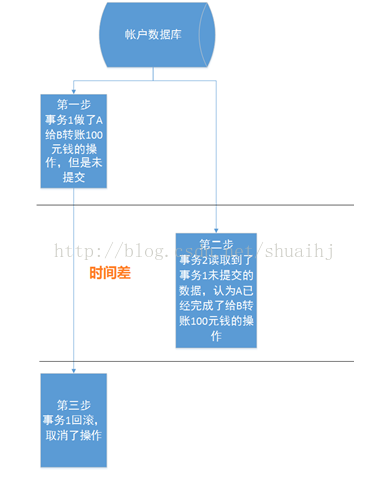 帐户数据库
第一步
事务1做了A
给B转账100
元钱的操
作，但是未
提交
http://blog.csdn.net/shuaihj
第二步
事务2读取到了
事务1未提交的
数据，认为A已
经完成了给B转
账100元钱的操
作
时间差
第三步
事务1回滚，
取消了操作